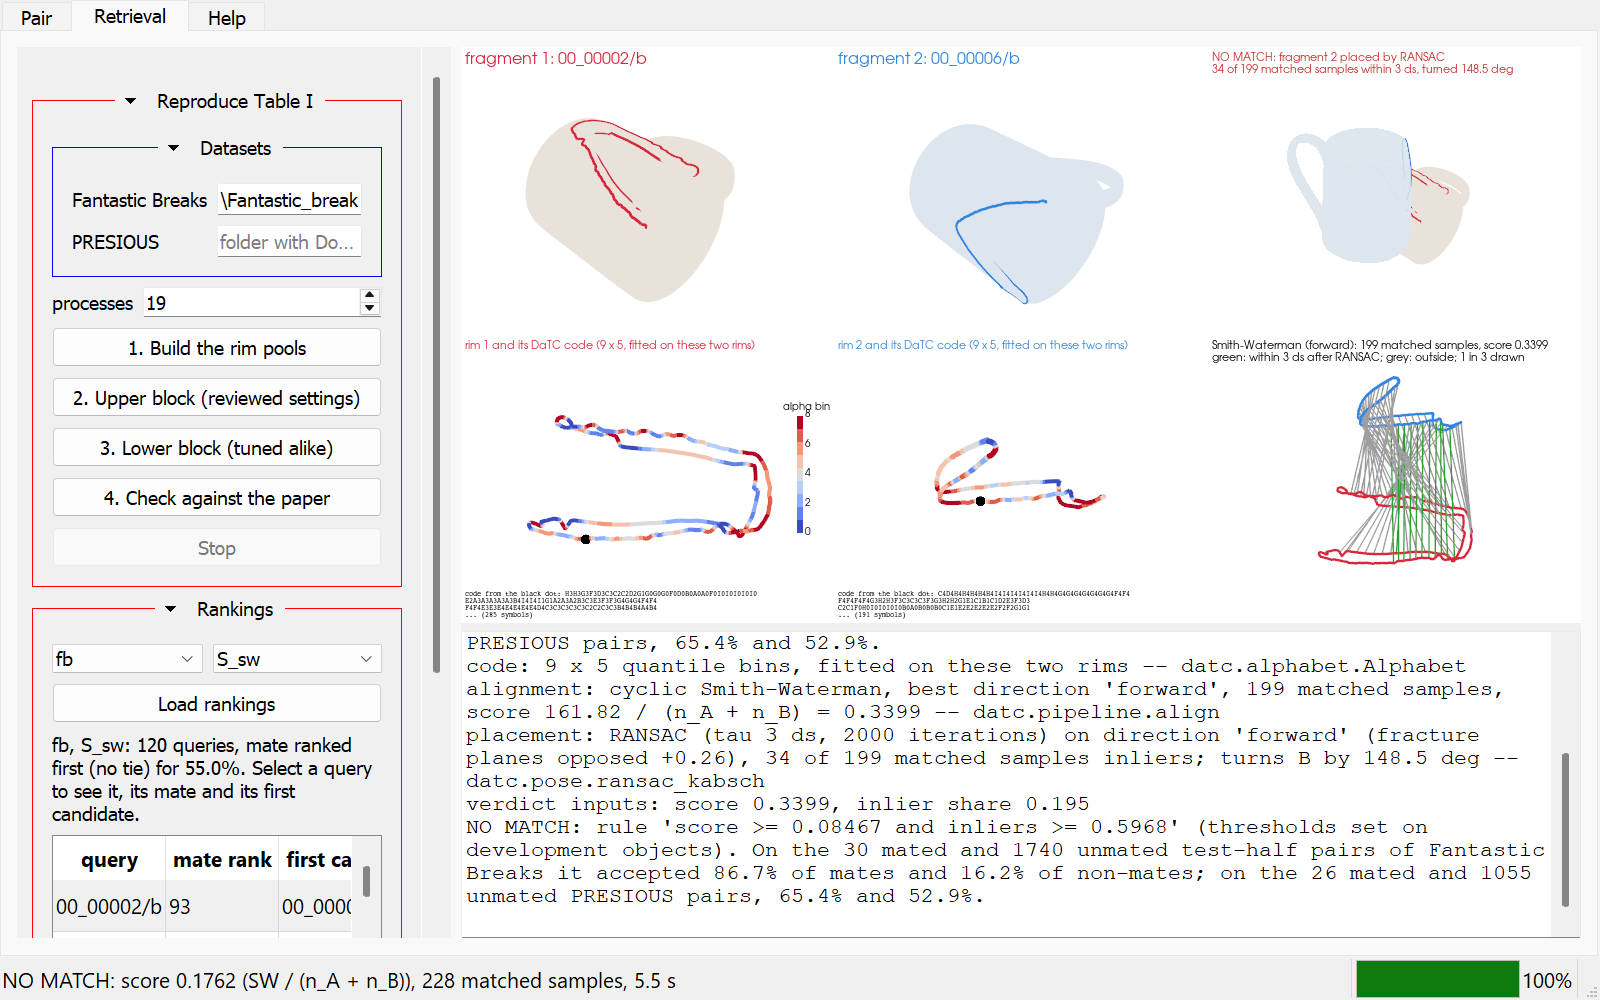 Pair
Retrieval
Help
Reproduce Table I
Datasets
Fantastic Breaks
\Fantastic_break
PRESIOUS
folder with Do...
processes
19
1. Build the rim pools
2. Upper block (reviewed settings)
3. Lower block (tuned alike)
4. Check against the paper
Stop
Rankings
fb
S_sw
Load rankings
fb, S_sw: 120 queries, mate ranked
first (no tie) for 55.0%. Select a query
to see it, its mate and its first
candidate.
query
mate rank
first ca
00_00002/b
93
00_000
fragment 1: 00_00002/b
fragment 2: 00_00006/b
NO MATCH: fragment 2 placed by RANSAC
34 of 199 matched samples within 3 ds, turned 148.5 deg
rim 1 and its DaTC code (9 x 5, fitted on these two rims)
rim 2 and its DaTC code (9 x 5, fitted on these two rims)
Smith-Waterman (forward): 199 matched samples, score 0.3399
green: within 3 ds after RANSAC; grey: outside; 1 in 3 drawn
alpha bin
8
6
4
2
0
... (285 symbols)
... (191 symbols)
PRESIOUS pairs, 65.4% and 52.9%.
code: 9 x 5 quantile bins, fitted on these two rims -- datc.alphabet.Alphabet
alignment: cyclic Smith-Waterman, best direction 'forward', 199 matched samples,
score 161.82 / (n_A + n_B) = 0.3399 -- datc.pipeline.align
placement: RANSAC (tau 3 ds, 2000 iterations) on direction 'forward' (fracture
planes opposed +0.26), 34 of 199 matched samples inliers; turns B by 148.5 deg --
datc.pose.ransac_kabsch
verdict inputs: score 0.3399, inlier share 0.195
NO MATCH: rule 'score >= 0.08467 and inliers >= 0.5968' (thresholds set on
development objects). On the 30 mated and 1740 unmated test-half pairs of Fantastic
Breaks it accepted 86.7% of mates and 16.2% of non-mates; on the 26 mated and 1055
unmated PRESIOUS pairs, 65.4% and 52.9%.
NO MATCH: score 0.1762 (SW / (n_A + n_B)), 228 matched samples, 5.5 s
100%